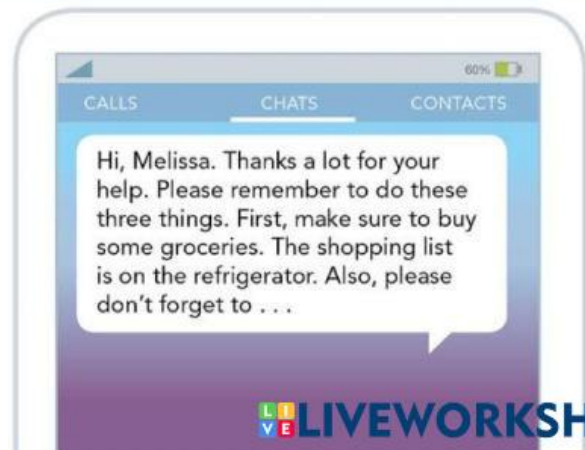 60%
CALLS CHATS CONTACTS
Hi, Melissa. Thanks a lot for your
help. Please remember to do these
three things. First, make sure to buy
some groceries. The shopping list
is on the refrigerator. Also, please
don't forget to . . .
LIVE LIVEWORKSH